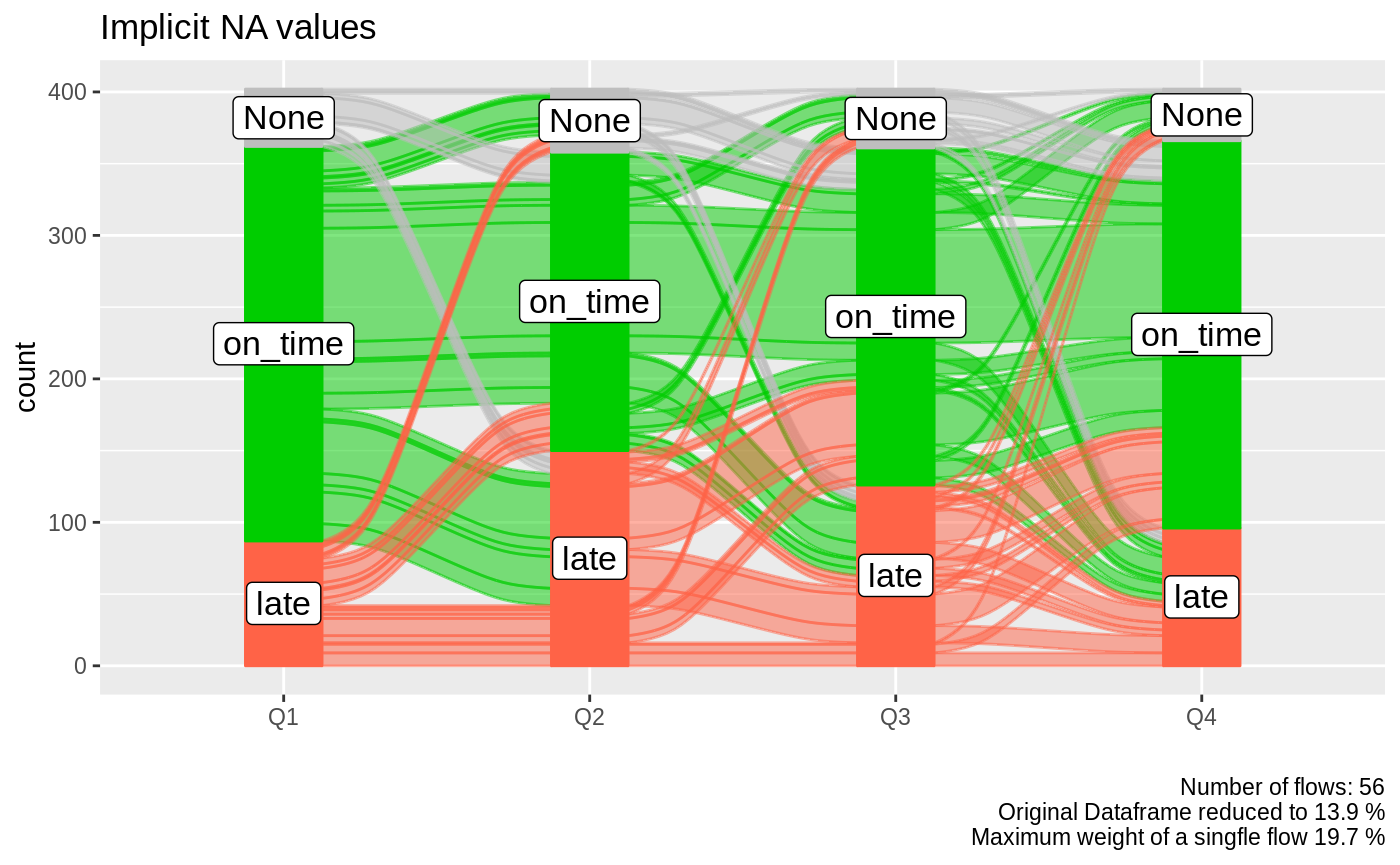 Implicit NA values
400
300
200
100
0
count
None
None
None
None
on_time
on_time
on_time
on_time
late
late
late
late
Q1
Q2
Q3
Q4
Number of flows: 56
Original Dataframe reduced to 13.9 %
Maximum weight of a singfle flow 19.7 %